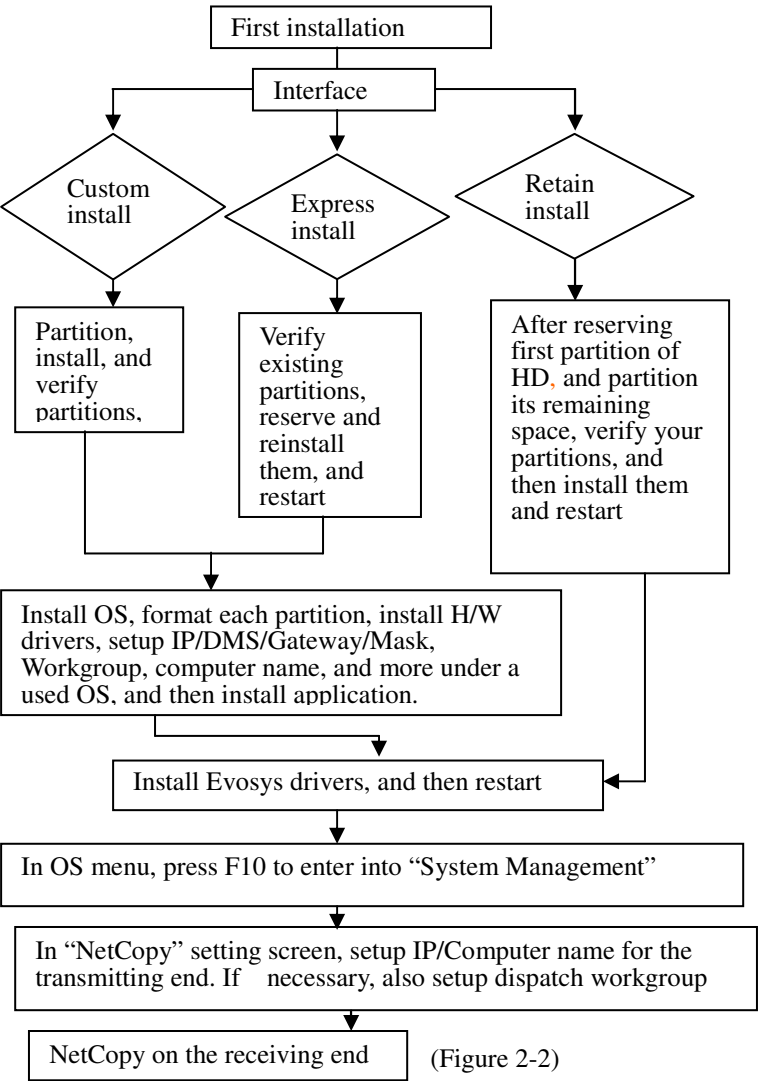 First installation
Interface
Custom
install
Express
install
Retain
install
Partition,
install, and
verify
partitions,
Verify
existing
partitions,
reserve and
reinstall
them, and
restart
After reserving
first partition of
HD, and partition
its remaining
space, verify your
partitions, and
then install them
and restart
Install OS, format each partition, install H/W
drivers, setup IP/DMS/Gateway/Mask,
Workgroup, computer name, and more under a
used OS, and then install application.
Install Evosys drivers, and then restart
In OS menu, press F10 to enter into “System Management”
In “NetCopy” setting screen, setup IP/Computer name for the
transmitting end. If necessary, also setup dispatch workgroup
NetCopy on the receiving end
(Figure 2-2)